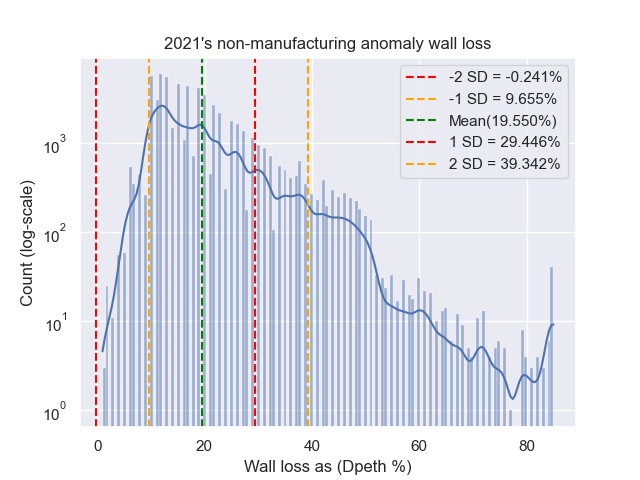 2021's non-manufacturing anomaly wall loss
-2 SD = -0.241%
-1 SD = 9.655%
Mean(19.550%)
1 SD = 29.446%
2 SD = 39.342%
Count (log-scale)
10³
10²
10¹
10⁰
0 20 40 60 80
Wall loss as (Dpeth %)